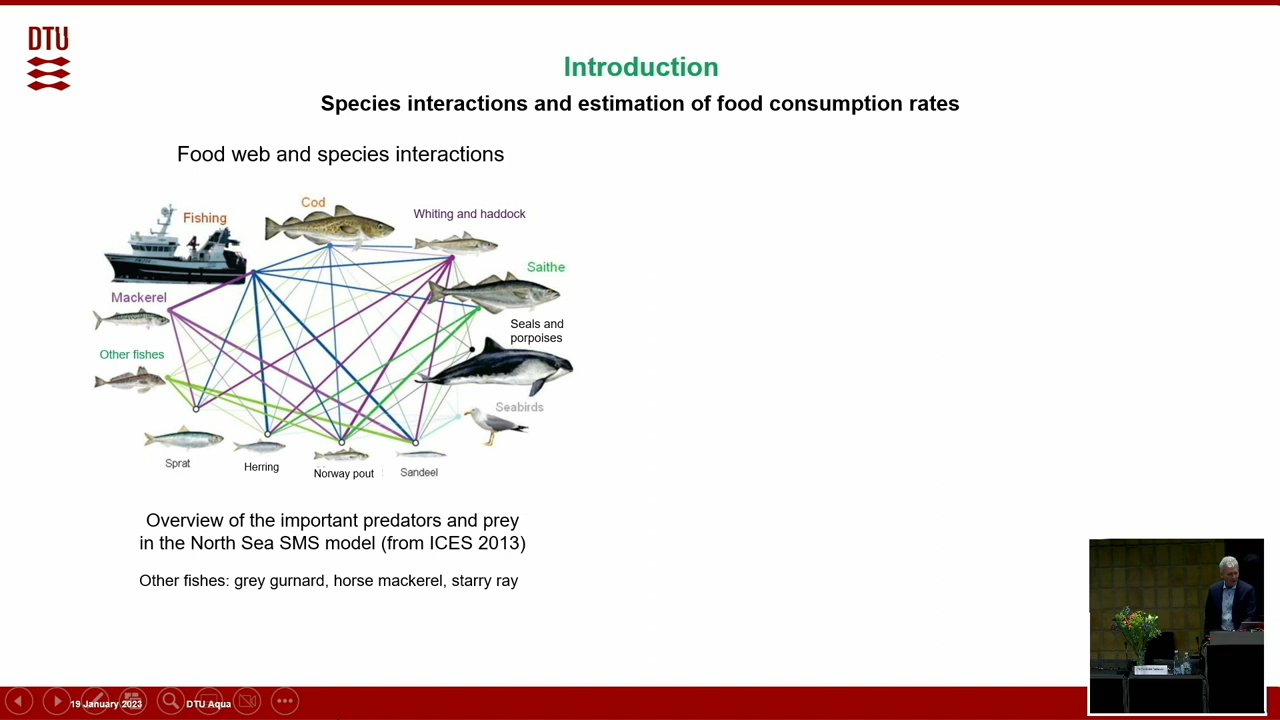 DTU
Introduction
Species interactions and estimation of food consumption rates
Food web and species interactions
Cod
Fishing
Whiting and haddock
Saithe
Mackerel
Seals and
porpoises
Other fishes
Seabirds
Sprat
Herring
Norway pout
Sandeel
Overview of the important predators and prey
in the North Sea SMS model (from ICES 2013)
Other fishes: grey gurnard, horse mackerel, starry ray
19 January 2023
DTU Aqua